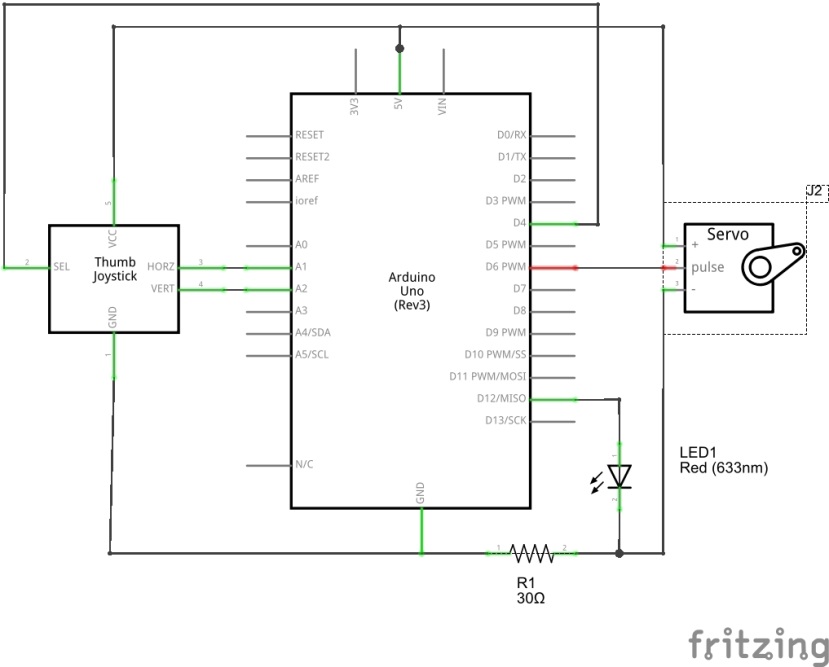 3V3
5V
VIN
RESET
RESET2
AREF
ioref
A0
A1
A2
A3
A4/SDA
A5/SCL
N/C
D0/RX
D1/TX
D2
D3 PWM
D4
D5 PWM
D6 PWM
D7
D8
D9 PWM
D10 PWM/SS
D11 PWM/MOSI
D12/MISO
D13/SCK
GND
Arduino
Uno
(Rev3)
5
VCC
2
SEL
Thumb
Joystick
HORZ
3
VERT
4
GND
1
J2
Servo
1
+
2
pulse
3
-
1
2
LED1
Red (633nm)
1
2
R1
30Ω
fritzing